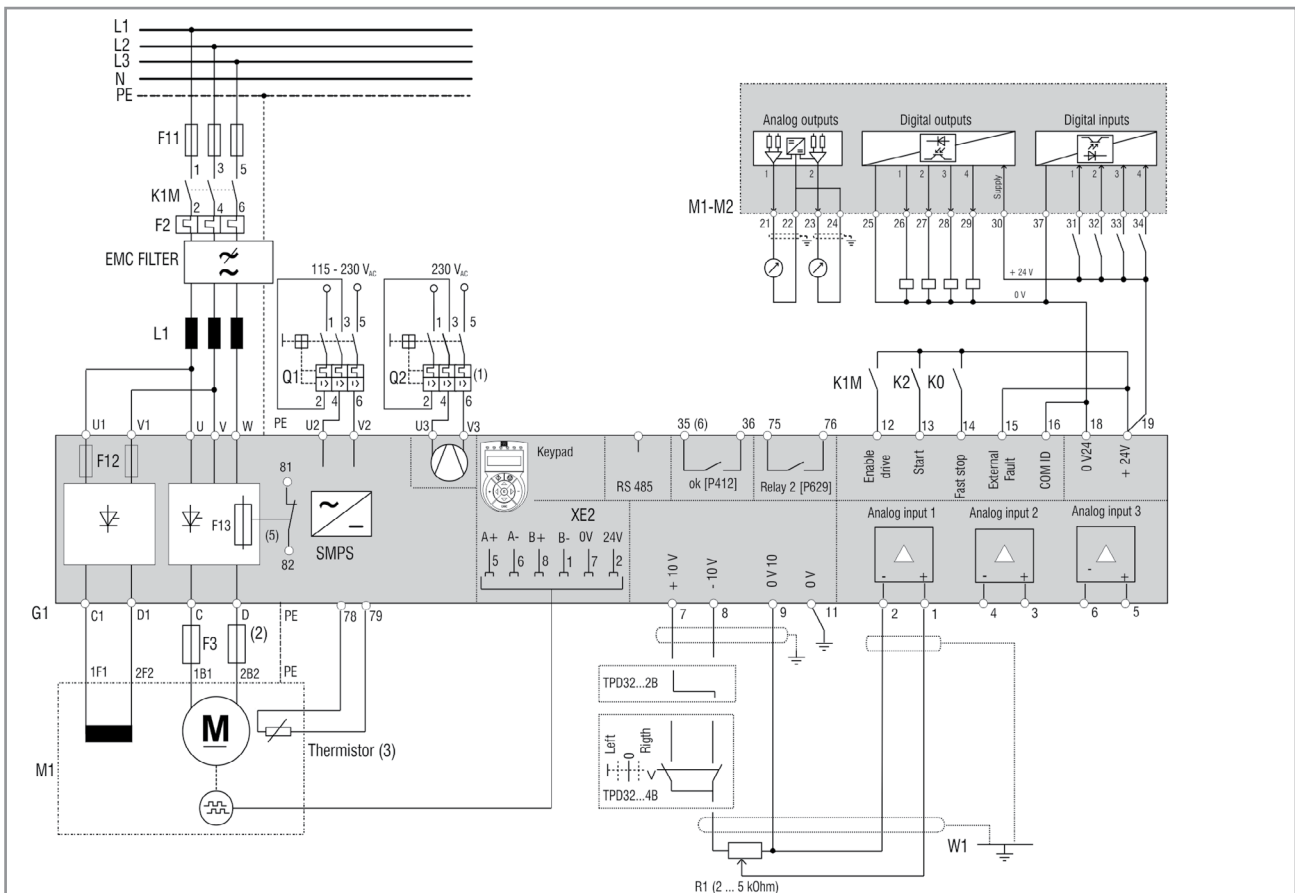 L1
L2
L3
N
PE
F11
1 3 5
K1M
2 4 6
F2
EMC FILTER
L1
115 - 230 VAC
1 3 5
Q1
2 4 6
230 VAC
1 3 5
Q2 (1)
2 4 6
Analog outputs
Digital outputs
Digital inputs
1 2
1 2 3 4 Supply
1 2 3 4
M1-M2
21 22 23 24 25 26 27 28 29 30 37 31 32 33 34
+ 24 V
0 V
K1M K2 K0
U1 V1 U V W PE U2 V2 U3 V3
35 (6) 36 75 76
12 13 14 15 16 18 19
F12
F13
(5)
81
82
SMPS
Keypad
XE2
A+ A- B+ B- 0V 24V
5 6 8 1 7 2
RS 485
ok [P412]
Relay 2 [P629]
Enable drive
Start
Fast stop
External Fault
COM ID
0 V24
+ 24V
Analog input 1
Analog input 2
Analog input 3
- +
- +
- +
+ 10 V
- 10 V
0 V 10
0 V
G1
C1 D1 C D PE 78 79
7 8 9 11 2 1 4 3 6 5
F3 (2)
1F1 2F2 1B1 2B2 PE
M
Thermistor (3)
M1
TPD32...2B
Left
0
Rigth
TPD32...4B
W1
R1 (2 ... 5 kOhm)